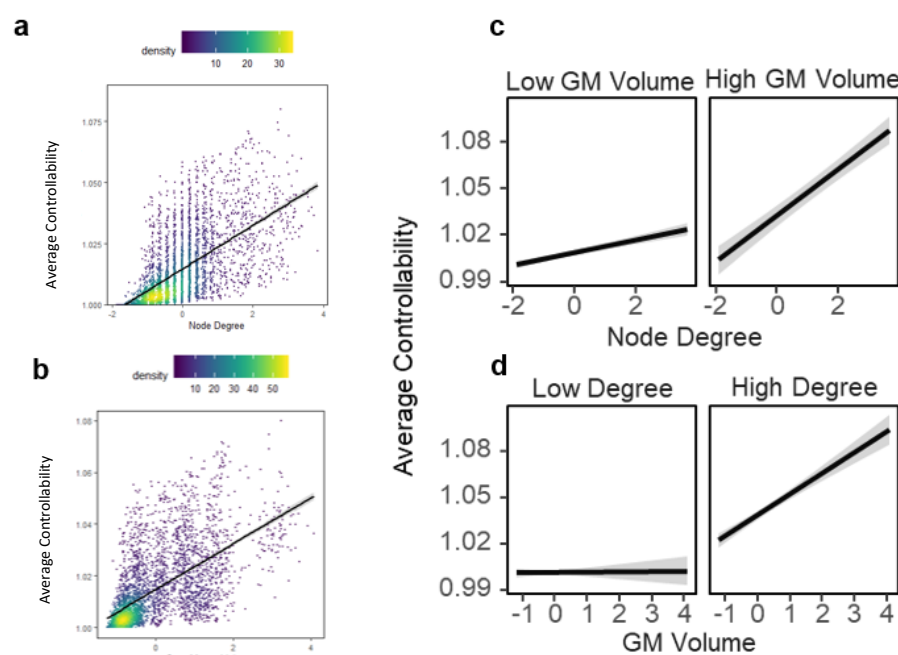 a
density
10 20 30
Average Controllability
1.075
1.050
1.025
1.000
-2 0 2 4
Node Degree
b
density
10 20 30 40 50
Average Controllability
1.08
1.06
1.04
1.02
1.00
0 2 4
c
Average Controllability
Low GM Volume High GM Volume
1.08
1.05
1.02
0.99
-2 0 2 -2 0 2
Node Degree
d
Low Degree High Degree
1.08
1.05
1.02
0.99
-1 0 1 2 3 4 -1 0 1 2 3 4
GM Volume